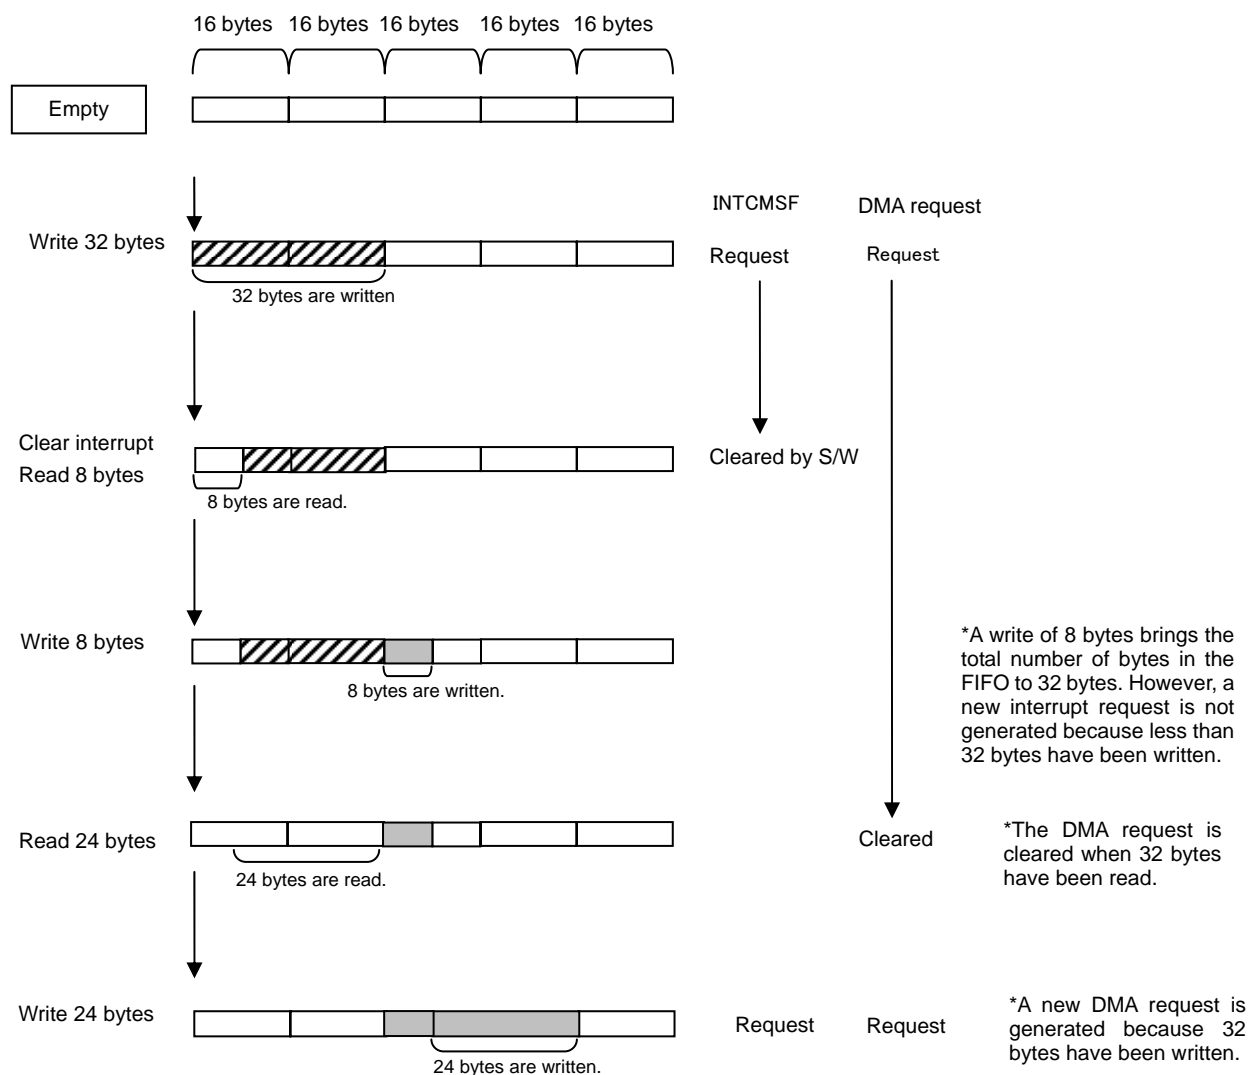 16 bytes 16 bytes 16 bytes 16 bytes 16 bytes
Empty
INTCMSF DMA request
Write 32 bytes
Request Request
32 bytes are written
Clear interrupt
Read 8 bytes
Cleared by S/W
8 bytes are read.
Write 8 bytes
8 bytes are written.
*A write of 8 bytes brings the
total number of bytes in the
FIFO to 32 bytes. However, a
new interrupt request is not
generated because less than
32 bytes have been written.
Read 24 bytes
24 bytes are read.
Cleared
*The DMA request is
cleared when 32 bytes
have been read.
Write 24 bytes
24 bytes are written.
Request Request
*A new DMA request is
generated because 32
bytes have been written.